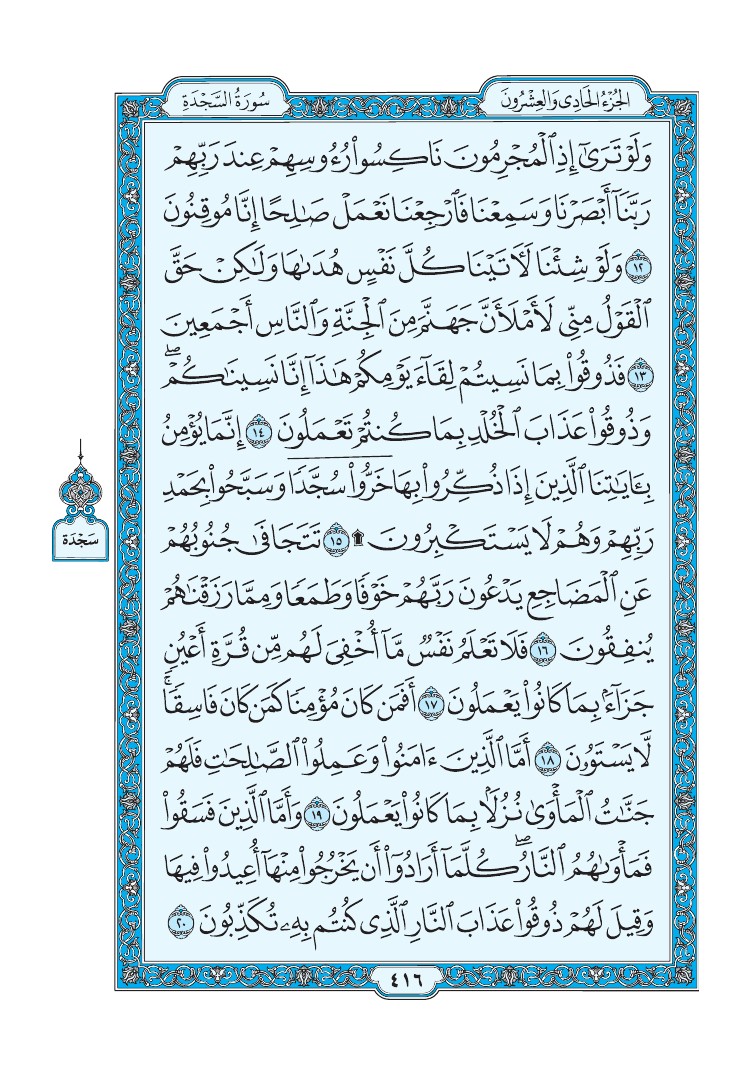 الجُزْءُ الحَادِى وَالعِشْرُونَ
سُورَةُ السَّجْدَةِ
وَلَوْ تَرَىٰٓ إِذِ ٱلْمُجْرِمُونَ نَاكِسُوا۟ رُءُوسِهِمْ عِندَ رَبِّهِمْ
رَبَّنَآ أَبْصَرْنَا وَسَمِعْنَا فَٱرْجِعْنَا نَعْمَلْ صَٰلِحًا إِنَّا مُوقِنُونَ
١٢ وَلَوْ شِئْنَا لَءَاتَيْنَا كُلَّ نَفْسٍ هُدَىٰهَا وَلَٰكِنْ حَقَّ
ٱلْقَوْلُ مِنِّى لَأَمْلَأَنَّ جَهَنَّمَ مِنَ ٱلْجِنَّةِ وَٱلنَّاسِ أَجْمَعِينَ
١٣ فَذُوقُوا۟ بِمَا نَسِيتُمْ لِقَآءَ يَوْمِكُمْ هَٰذَآ إِنَّا نَسِينَٰكُمْ ۖ
وَذُوقُوا۟ عَذَابَ ٱلْخُلْدِ بِمَا كُنتُمْ تَعْمَلُونَ ١٤ إِنَّمَا يُؤْمِنُ
بِـَٔايَٰتِنَا ٱلَّذِينَ إِذَا ذُكِّرُوا۟ بِهَا خَرُّوا۟ سُجَّدًا وَسَبَّحُوا۟ بِحَمْدِ
رَبِّهِمْ وَهُمْ لَا يَسْتَكْبِرُونَ ۩ ١٥ تَتَجَافَىٰ جُنُوبُهُمْ
سَجْدَة
عَنِ ٱلْمَضَاجِعِ يَدْعُونَ رَبَّهُمْ خَوْفًا وَطَمَعًا وَمِمَّا رَزَقْنَٰهُمْ
يُنفِقُونَ ١٦ فَلَا تَعْلَمُ نَفْسٌ مَّآ أُخْفِىَ لَهُم مِّن قُرَّةِ أَعْيُنٍ
جَزَآءًۢ بِمَا كَانُوا۟ يَعْمَلُونَ ١٧ أَفَمَن كَانَ مُؤْمِنًا كَمَن كَانَ فَاسِقًا ۚ
لَّا يَسْتَوُۥنَ ١٨ أَمَّا ٱلَّذِينَ ءَامَنُوا۟ وَعَمِلُوا۟ ٱلصَّٰلِحَٰتِ فَلَهُمْ
جَنَّٰتُ ٱلْمَأْوَىٰ نُزُلًۢا بِمَا كَانُوا۟ يَعْمَلُونَ ١٩ وَأَمَّا ٱلَّذِينَ فَسَقُوا۟
فَمَأْوَىٰهُمُ ٱلنَّارُ ۖ كُلَّمَآ أَرَادُوٓا۟ أَن يَخْرُجُوا۟ مِنْهَآ أُعِيدُوا۟ فِيهَا
وَقِيلَ لَهُمْ ذُوقُوا۟ عَذَابَ ٱلنَّارِ ٱلَّذِى كُنتُم بِهِۦ تُكَذِّبُونَ ٢٠
٤١٦